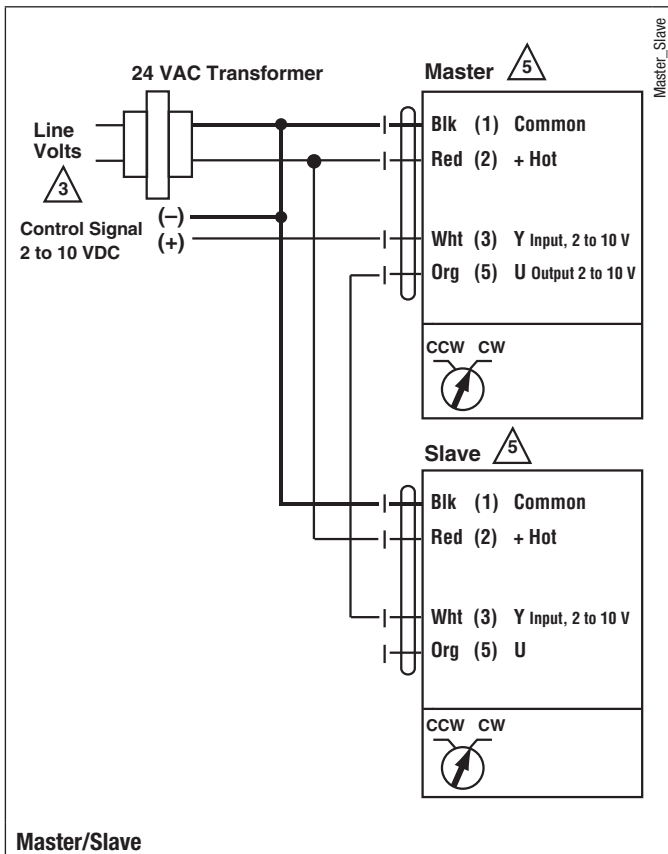 Master_Slave
24 VAC Transformer
Line
Volts
3
Control Signal
2 to 10 VDC
(–)
(+)
Master 5
Blk (1) Common
Red (2) + Hot
Wht (3) Y Input, 2 to 10 V
Org (5) U Output 2 to 10 V
CCW CW
Slave 5
Blk (1) Common
Red (2) + Hot
Wht (3) Y Input, 2 to 10 V
Org (5) U
CCW CW
Master/Slave